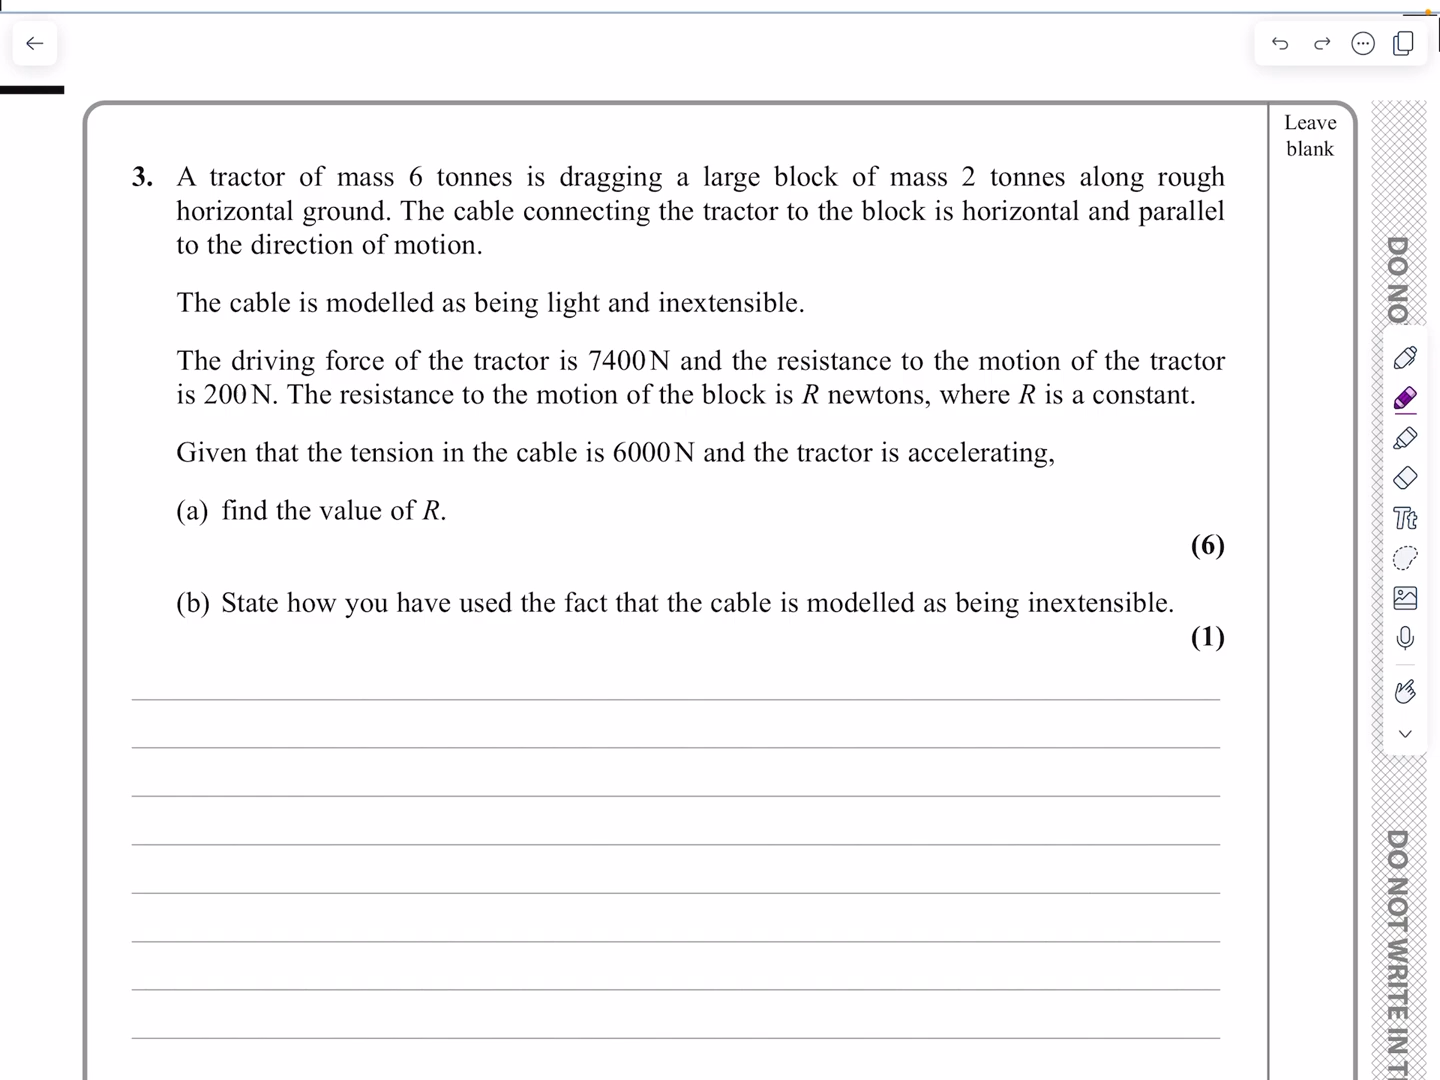 Leave
blank
3. A tractor of mass 6 tonnes is dragging a large block of mass 2 tonnes along rough
horizontal ground. The cable connecting the tractor to the block is horizontal and parallel
to the direction of motion.
The cable is modelled as being light and inextensible.
The driving force of the tractor is 7400 N and the resistance to the motion of the tractor
is 200 N. The resistance to the motion of the block is R newtons, where R is a constant.
Given that the tension in the cable is 6000 N and the tractor is accelerating,
(a) find the value of R.
(6)
(b) State how you have used the fact that the cable is modelled as being inextensible.
(1)
DO NO
Tt
DO NOT WRITE IN T